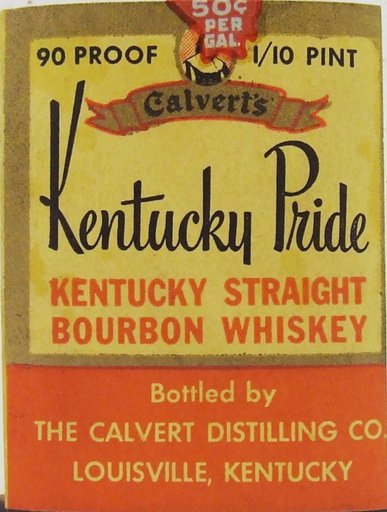 50¢
PER
GAL.
90 PROOF 1/10 PINT
Calvert's
Kentucky Pride
KENTUCKY STRAIGHT
BOURBON WHISKEY
Bottled by
THE CALVERT DISTILLING CO.
LOUISVILLE, KENTUCKY